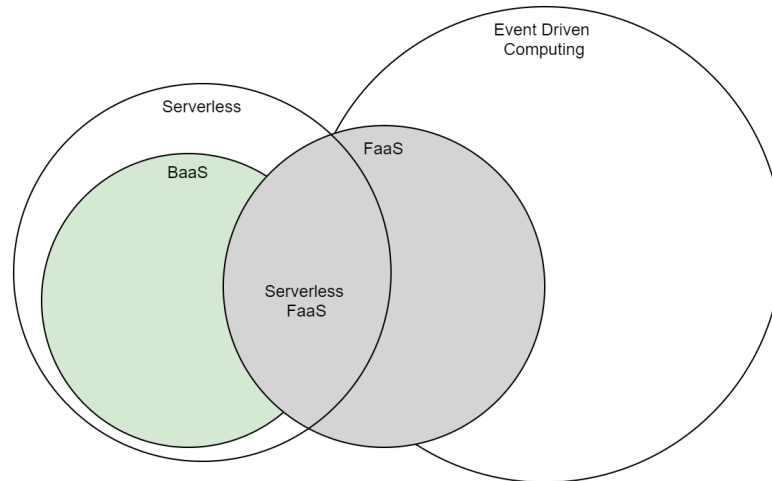 Event Driven
Computing
Serverless
FaaS
BaaS
Serverless
FaaS